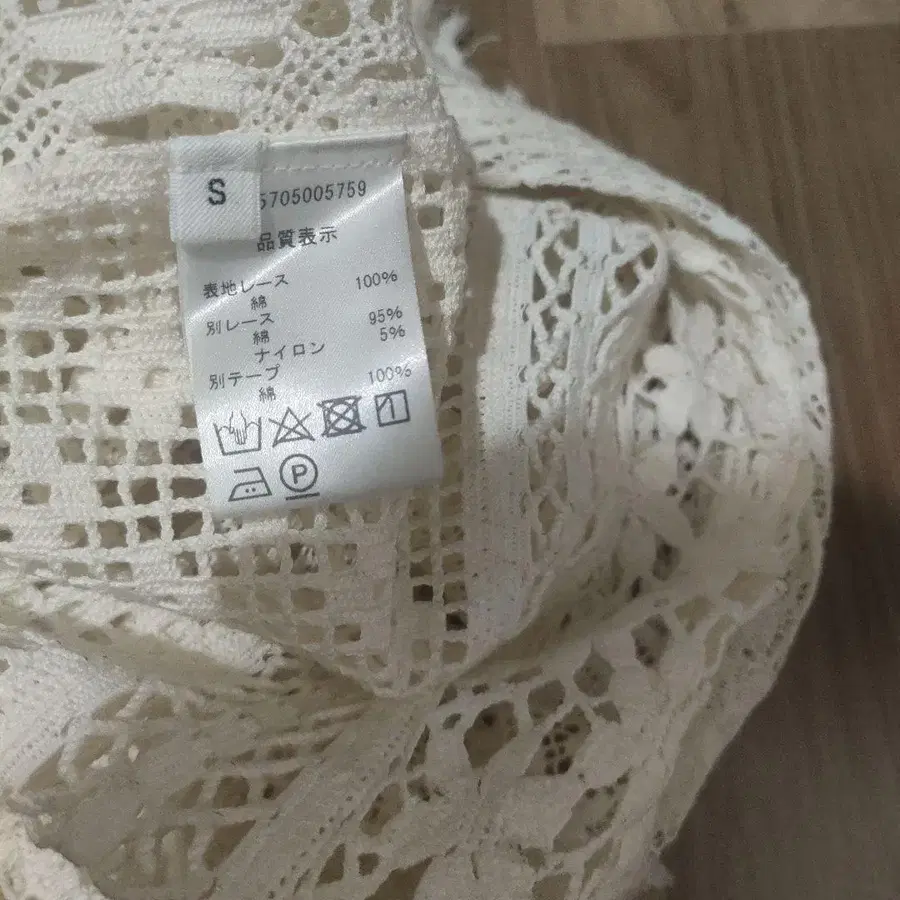 S
5705005759
品質表示
表地レース 100%
綿
別レース
綿 95%
ナイロン 5%
別テープ
綿 100%
P